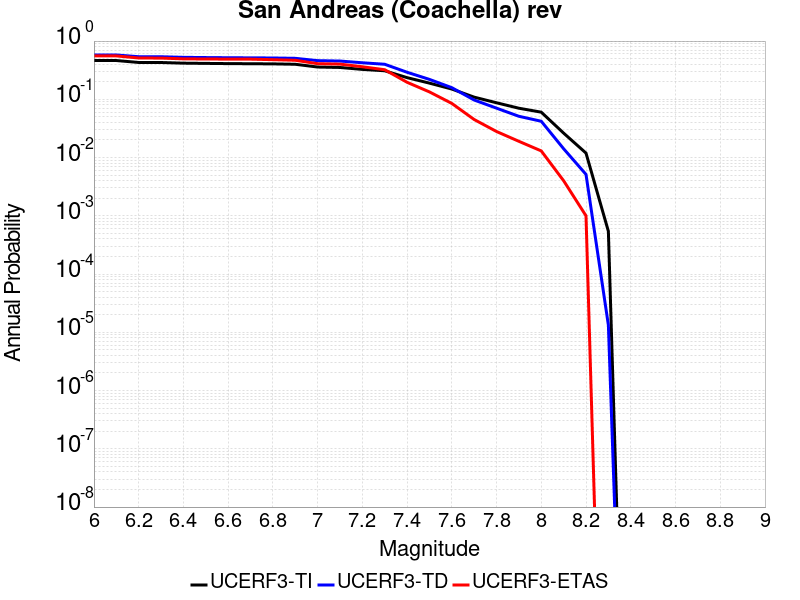 San Andreas (Coachella) rev
10^0
10^-1
10^-2
10^-3
10^-4
10^-5
10^-6
10^-7
10^-8
Annual Probability
6 6.2 6.4 6.6 6.8 7 7.2 7.4 7.6 7.8 8 8.2 8.4 8.6 8.8 9
Magnitude
UCERF3-TI UCERF3-TD UCERF3-ETAS